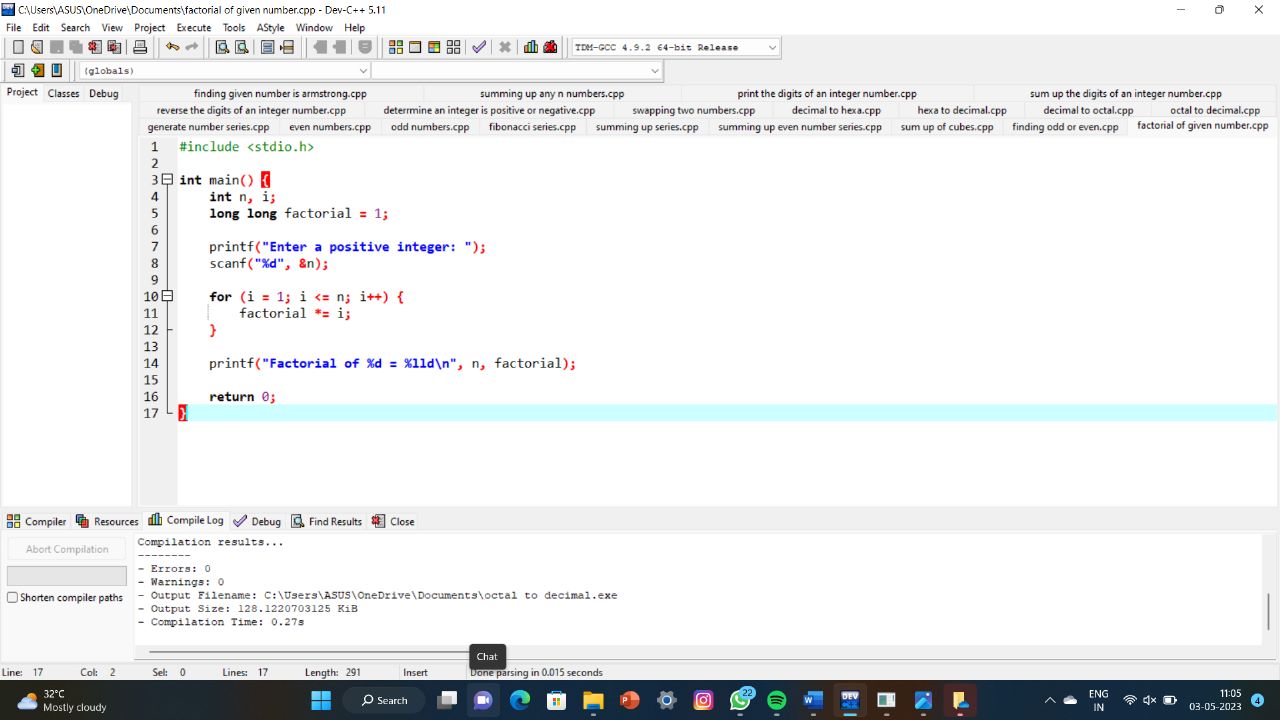 C:\Users\ASUS\OneDrive\Documents\factorial of given number.cpp - Dev-C++ 5.11
File Edit Search View Project Execute Tools AStyle Window Help
TDM-GCC 4.9.2 64-bit Release
(globals)
Project Classes Debug
finding given number is armstrong.cpp summing up any n numbers.cpp print the digits of an integer number.cpp sum up the digits of an integer number.cpp
reverse the digits of an integer number.cpp determine an integer is positive or negative.cpp swapping two numbers.cpp decimal to hexa.cpp hexa to decimal.cpp decimal to octal.cpp octal to decimal.cpp
generate number series.cpp even numbers.cpp odd numbers.cpp fibonacci series.cpp summing up series.cpp summing up even number series.cpp sum up of cubes.cpp finding odd or even.cpp factorial of given number.cpp
1 #include <stdio.h>
2
3 int main() {
4 int n, i;
5 long long factorial = 1;
6
7 printf("Enter a positive integer: ");
8 scanf("%d", &n);
9
10 for (i = 1; i <= n; i++) {
11 factorial *= i;
12 }
13
14 printf("Factorial of %d = %lld\n", n, factorial);
15
16 return 0;
17 }
Compiler Resources Compile Log Debug Find Results Close
Abort Compilation
Shorten compiler paths
Compilation results...
--------
- Errors: 0
- Warnings: 0
- Output Filename: C:\Users\ASUS\OneDrive\Documents\octal to decimal.exe
- Output Size: 128.1220703125 KiB
- Compilation Time: 0.27s
Chat
Line: 17 Col: 2 Sel: 0 Lines: 17 Length: 291 Insert Done parsing in 0.015 seconds
32°C
Mostly cloudy
Search
22
DEV
ENG
IN
11:05
03-05-2023
4